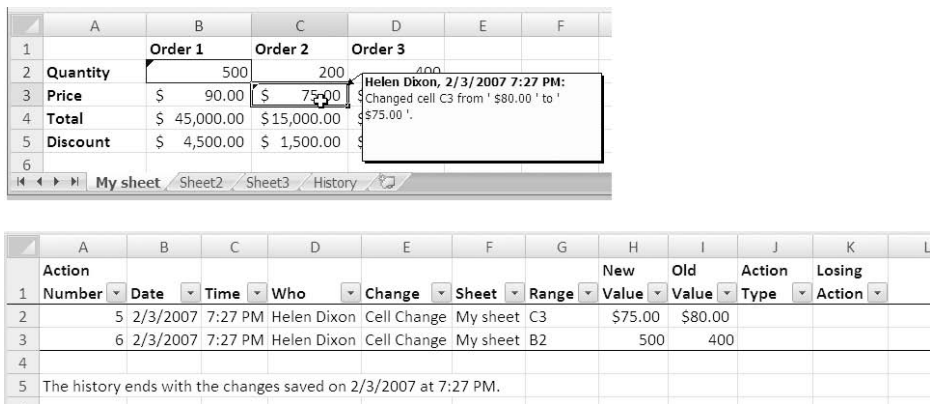 A B C D E F
1 Order 1 Order 2 Order 3
2 Quantity 500 200 400
3 Price $ 90.00 $ 75.00 $
4 Total $ 45,000.00 $ 15,000.00 $
5 Discount $ 4,500.00 $ 1,500.00 $
6
Helen Dixon, 2/3/2007 7:27 PM:
Changed cell C3 from ' $80.00 ' to '
$75.00 '.
My sheet Sheet2 Sheet3 History
A B C D E F G H I J K L
Action New Old Action Losing
1 Number Date Time Who Change Sheet Range Value Value Type Action
2 5 2/3/2007 7:27 PM Helen Dixon Cell Change My sheet C3 $75.00 $80.00
3 6 2/3/2007 7:27 PM Helen Dixon Cell Change My sheet B2 500 400
4
5 The history ends with the changes saved on 2/3/2007 at 7:27 PM.